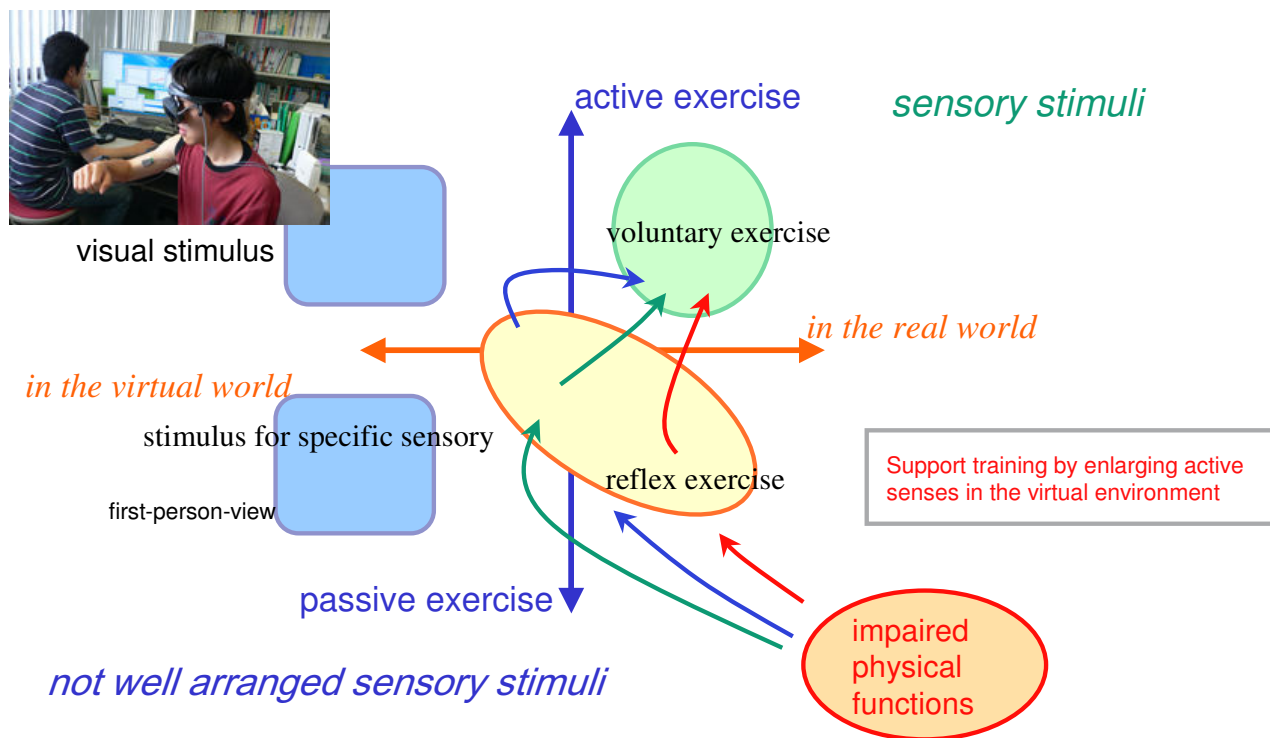 active exercise
sensory stimuli
voluntary exercise
visual stimulus
in the real world
in the virtual world
stimulus for specific sensory
reflex exercise
Support training by enlarging active
senses in the virtual environment
first-person-view
passive exercise
impaired
physical
functions
not well arranged sensory stimuli